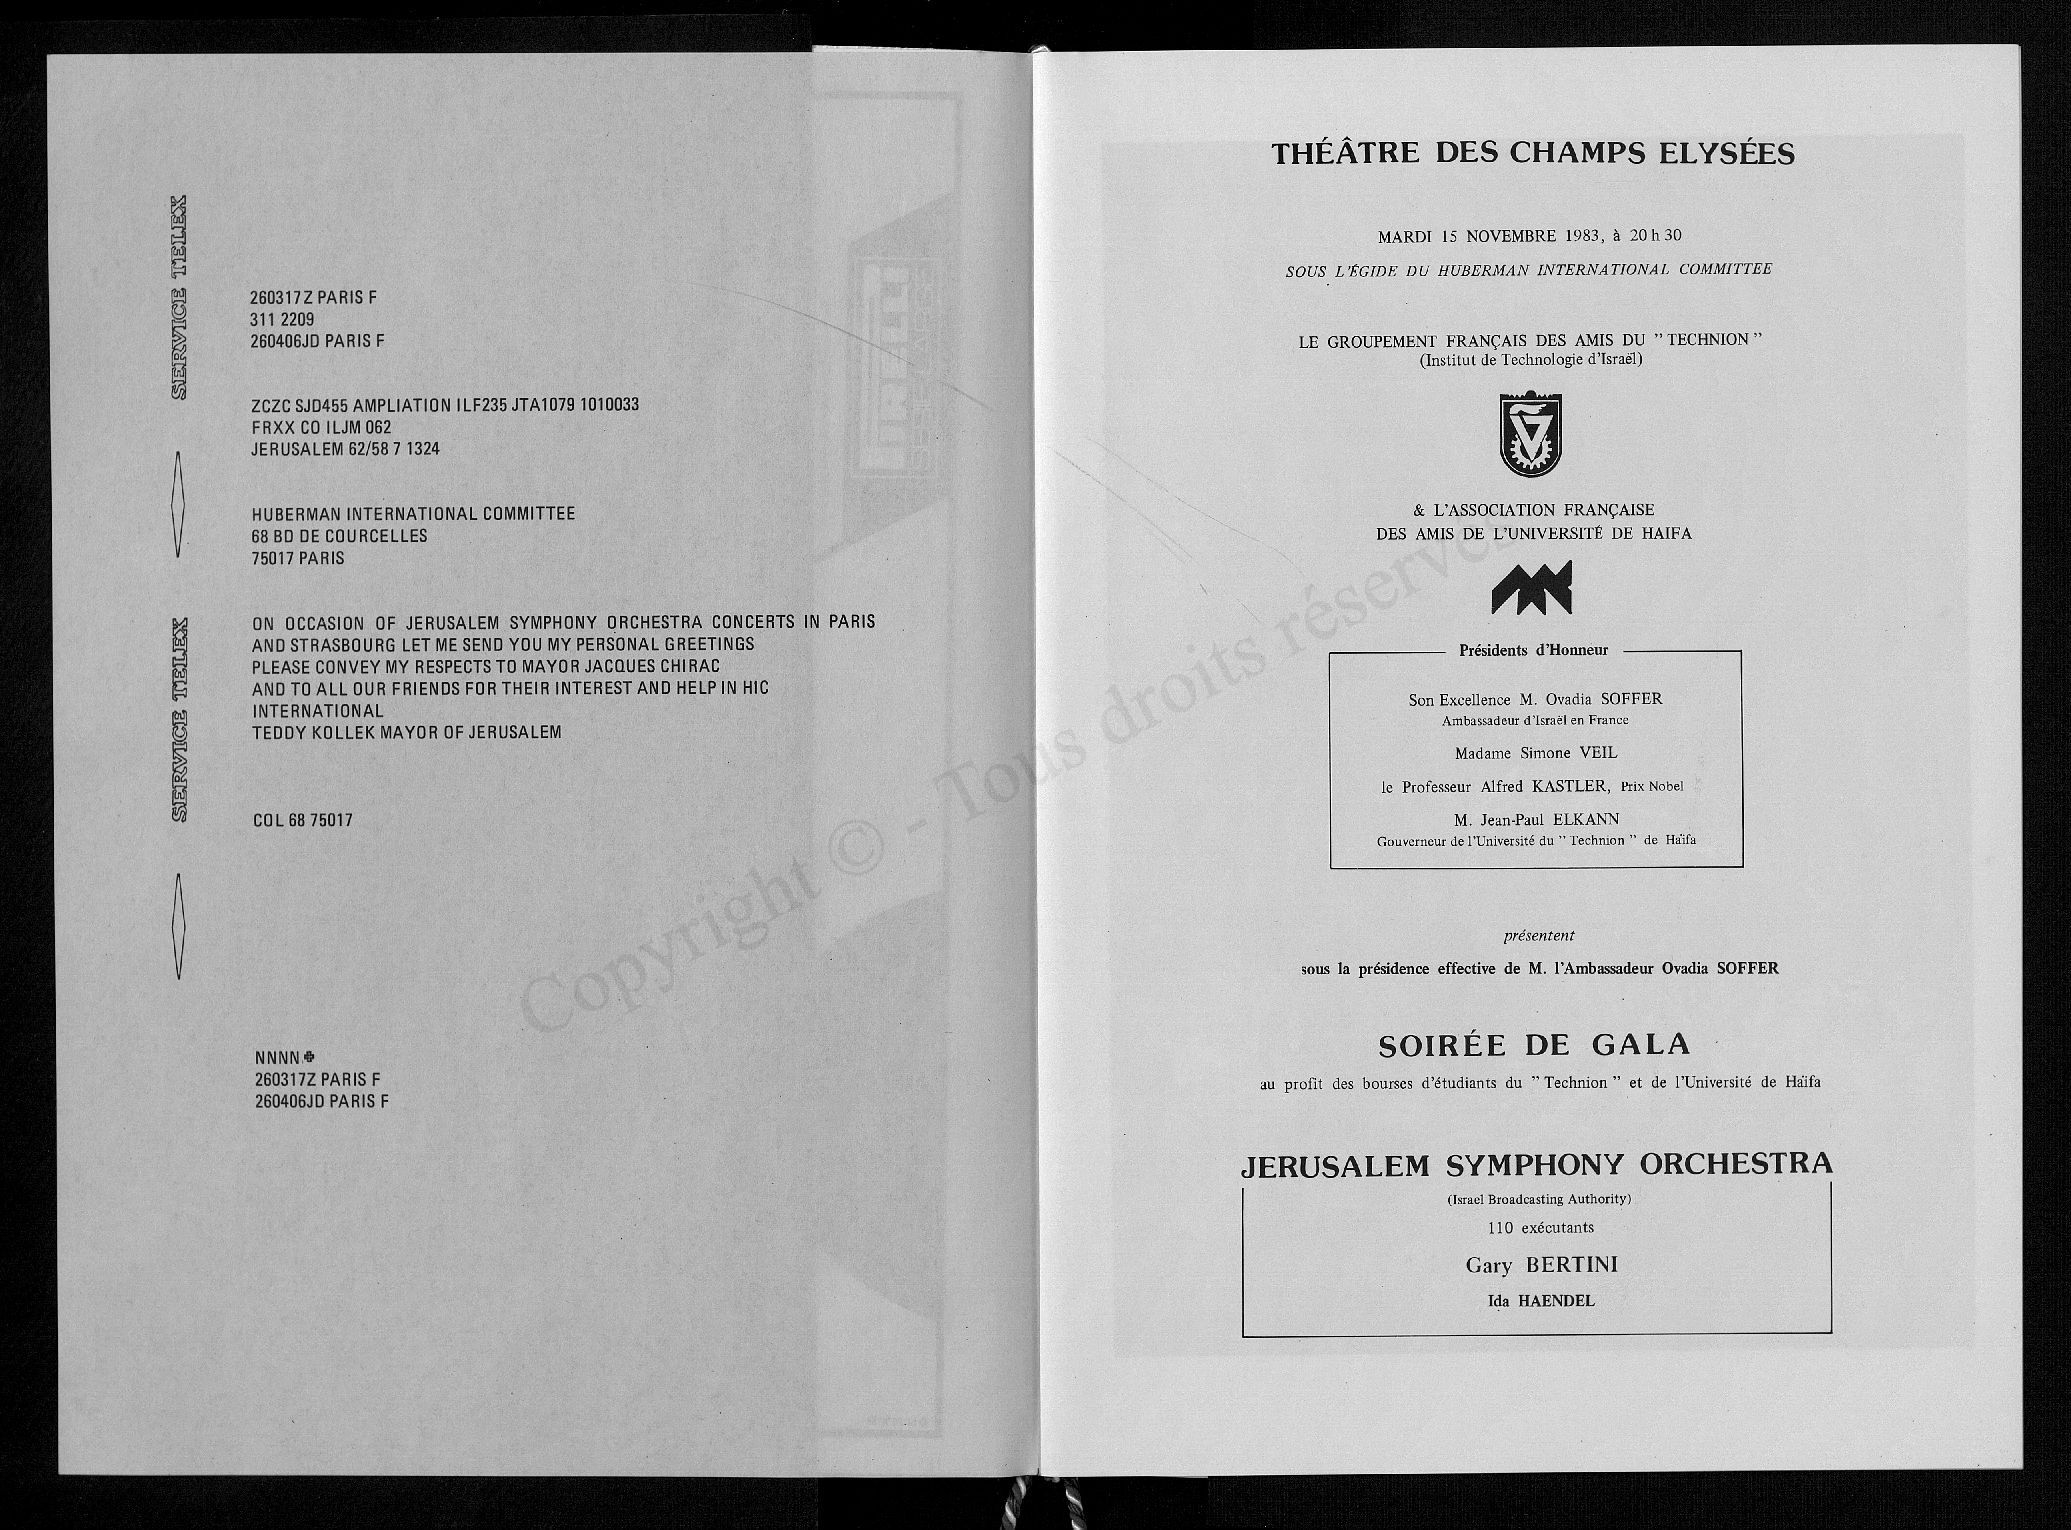 SERVICE TELEX
SERVICE TELEX
260317Z PARIS F
311 2209
260406JD PARIS F
ZCZC SJD455 AMPLIATION ILF235 JTA1079 1010033
FRXX CO ILJM 062
JERUSALEM 62/58 7 1324
HUBERMAN INTERNATIONAL COMMITTEE
68 BD DE COURCELLES
75017 PARIS
ON OCCASION OF JERUSALEM SYMPHONY ORCHESTRA CONCERTS IN PARIS
AND STRASBOURG LET ME SEND YOU MY PERSONAL GREETINGS
PLEASE CONVEY MY RESPECTS TO MAYOR JACQUES CHIRAC
AND TO ALL OUR FRIENDS FOR THEIR INTEREST AND HELP IN HIC
INTERNATIONAL
TEDDY KOLLEK MAYOR OF JERUSALEM
COL 68 75017
NNNN
260317Z PARIS F
260406JD PARIS F
THÉÂTRE DES CHAMPS ELYSÉES
MARDI 15 NOVEMBRE 1983, à 20 h 30
SOUS L'ÉGIDE DU HUBERMAN INTERNATIONAL COMMITTEE
LE GROUPEMENT FRANÇAIS DES AMIS DU " TECHNION "
(Institut de Technologie d'Israël)
& L'ASSOCIATION FRANÇAISE
DES AMIS DE L'UNIVERSITÉ DE HAIFA
Présidents d'Honneur
Son Excellence M. Ovadia SOFFER
Ambassadeur d'Israël en France
Madame Simone VEIL
le Professeur Alfred KASTLER, Prix Nobel
M. Jean-Paul ELKANN
Gouverneur de l'Université du " Technion " de Haïfa
présentent
sous la présidence effective de M. l'Ambassadeur Ovadia SOFFER
SOIRÉE DE GALA
au profit des bourses d'étudiants du " Technion " et de l'Université de Haïfa
JERUSALEM SYMPHONY ORCHESTRA
(Israel Broadcasting Authority)
110 exécutants
Gary BERTINI
Ida HAENDEL
Copyright © - Tous droits réservés